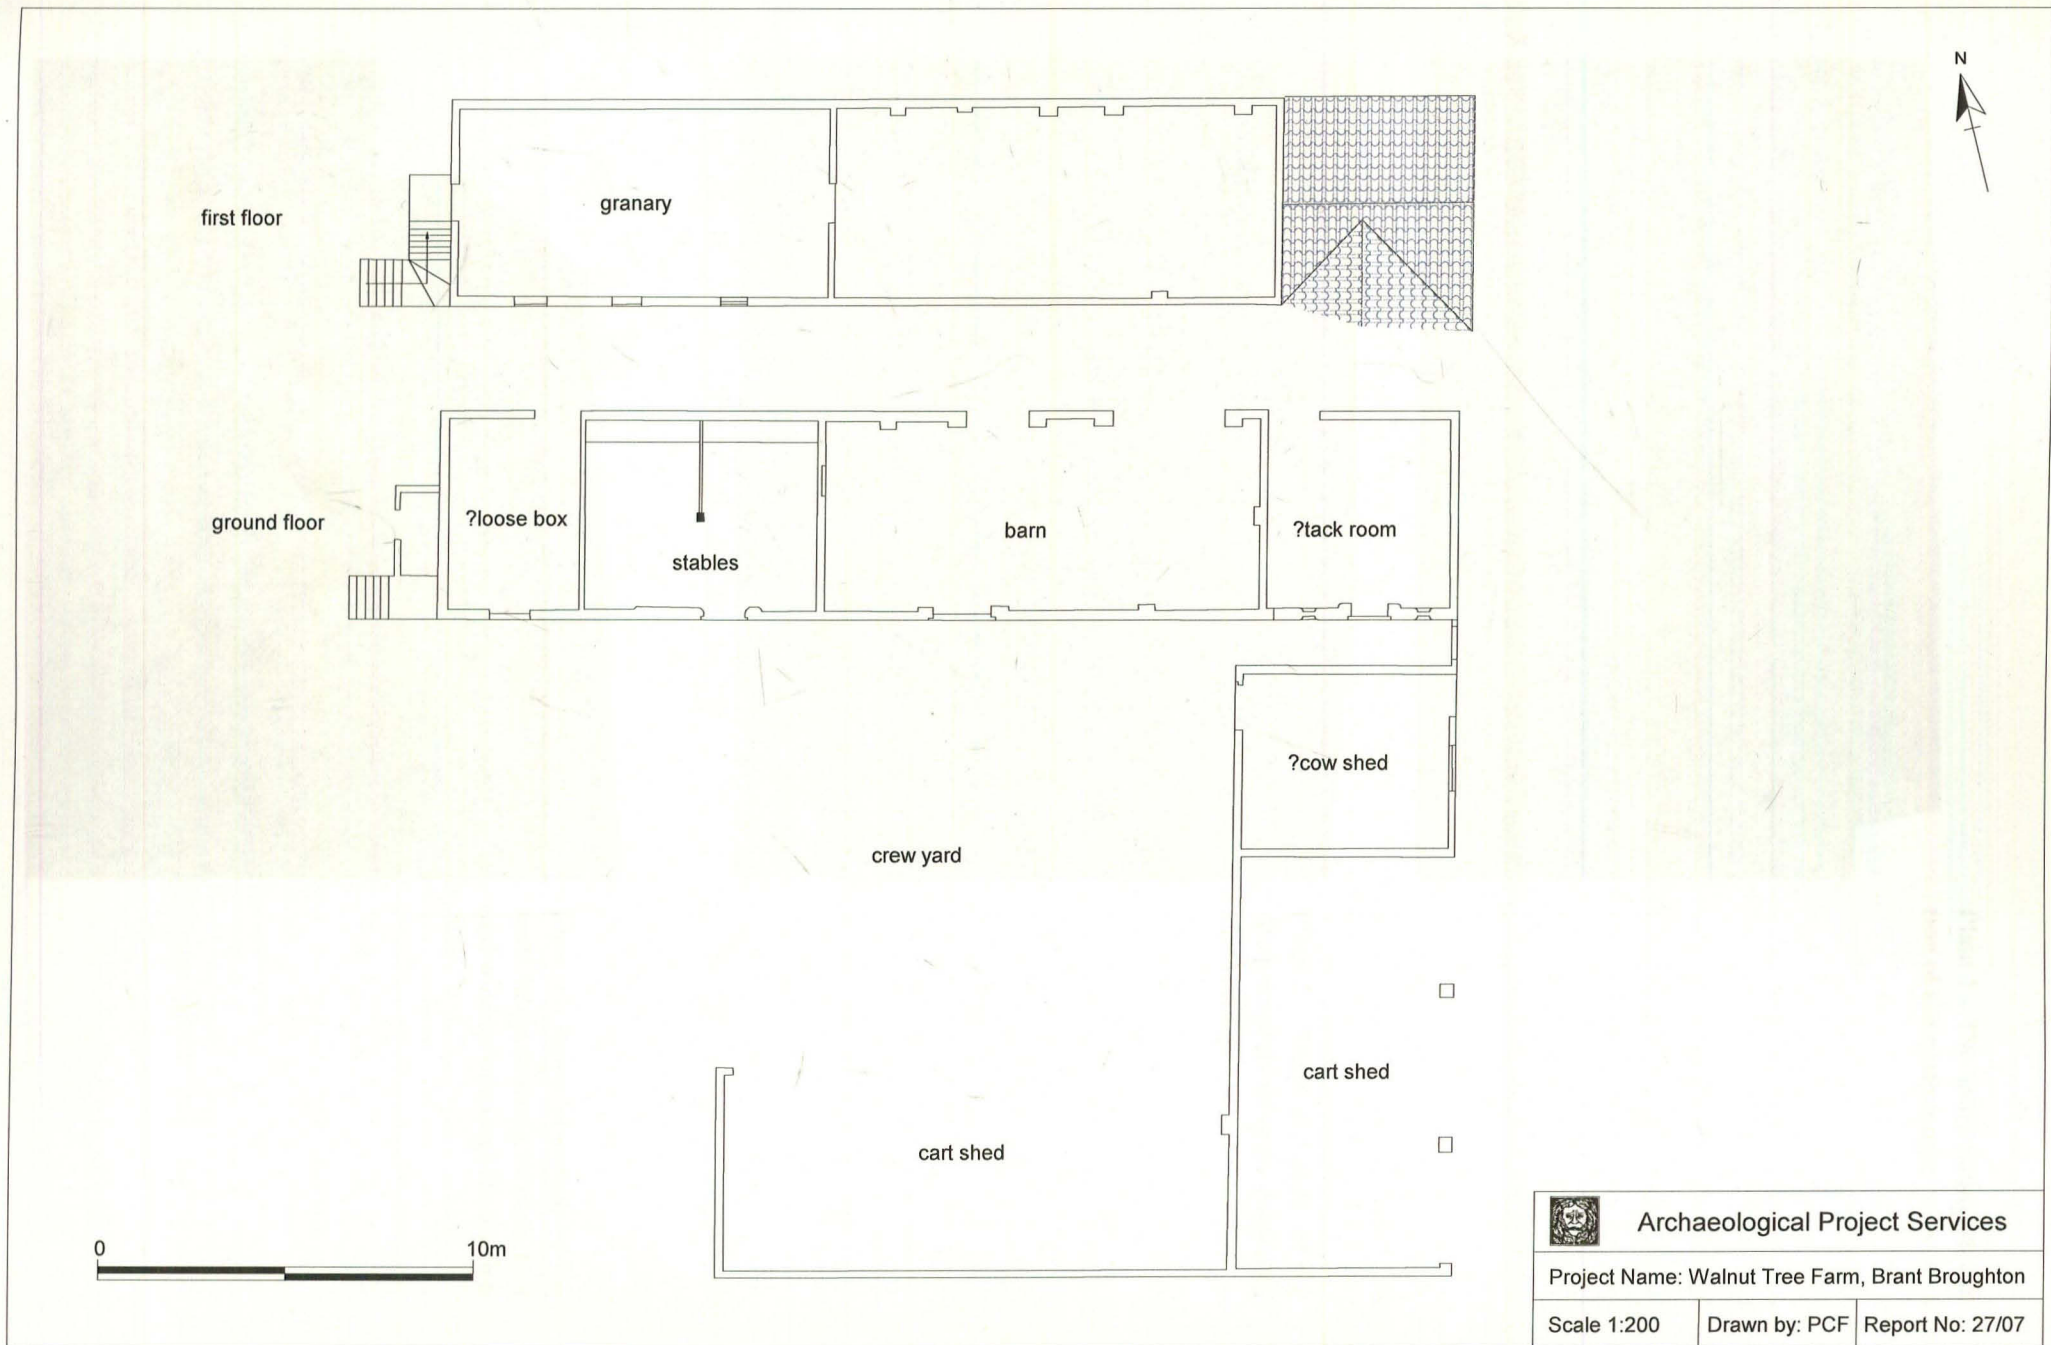 N
first floor
granary
ground floor
?loose box
stables
barn
?tack room
?cow shed
crew yard
cart shed
cart shed
0 10m
Archaeological Project Services
Project Name: Walnut Tree Farm, Brant Broughton
Scale 1:200 Drawn by: PCF Report No: 27/07